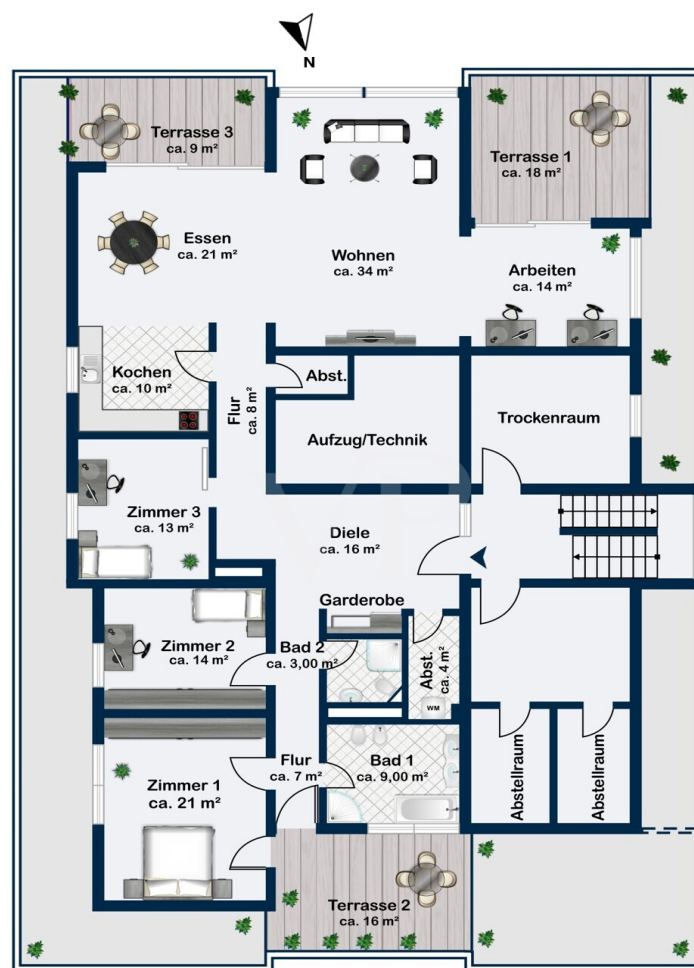 N
Terrasse 3
ca. 9 m²
Terrasse 1
ca. 18 m²
Essen
ca. 21 m²
Wohnen
ca. 34 m²
Arbeiten
ca. 14 m²
Kochen
ca. 10 m²
Flur
ca. 8 m²
Abst.
Aufzug/Technik
Trockenraum
Zimmer 3
ca. 13 m²
Diele
ca. 16 m²
Garderobe
Zimmer 2
ca. 14 m²
Bad 2
ca. 3,00 m²
Abst.
ca. 4 m²
WM
Zimmer 1
ca. 21 m²
Flur
ca. 7 m²
Bad 1
ca. 9,00 m²
Abstellraum
Abstellraum
Terrasse 2
ca. 16 m²